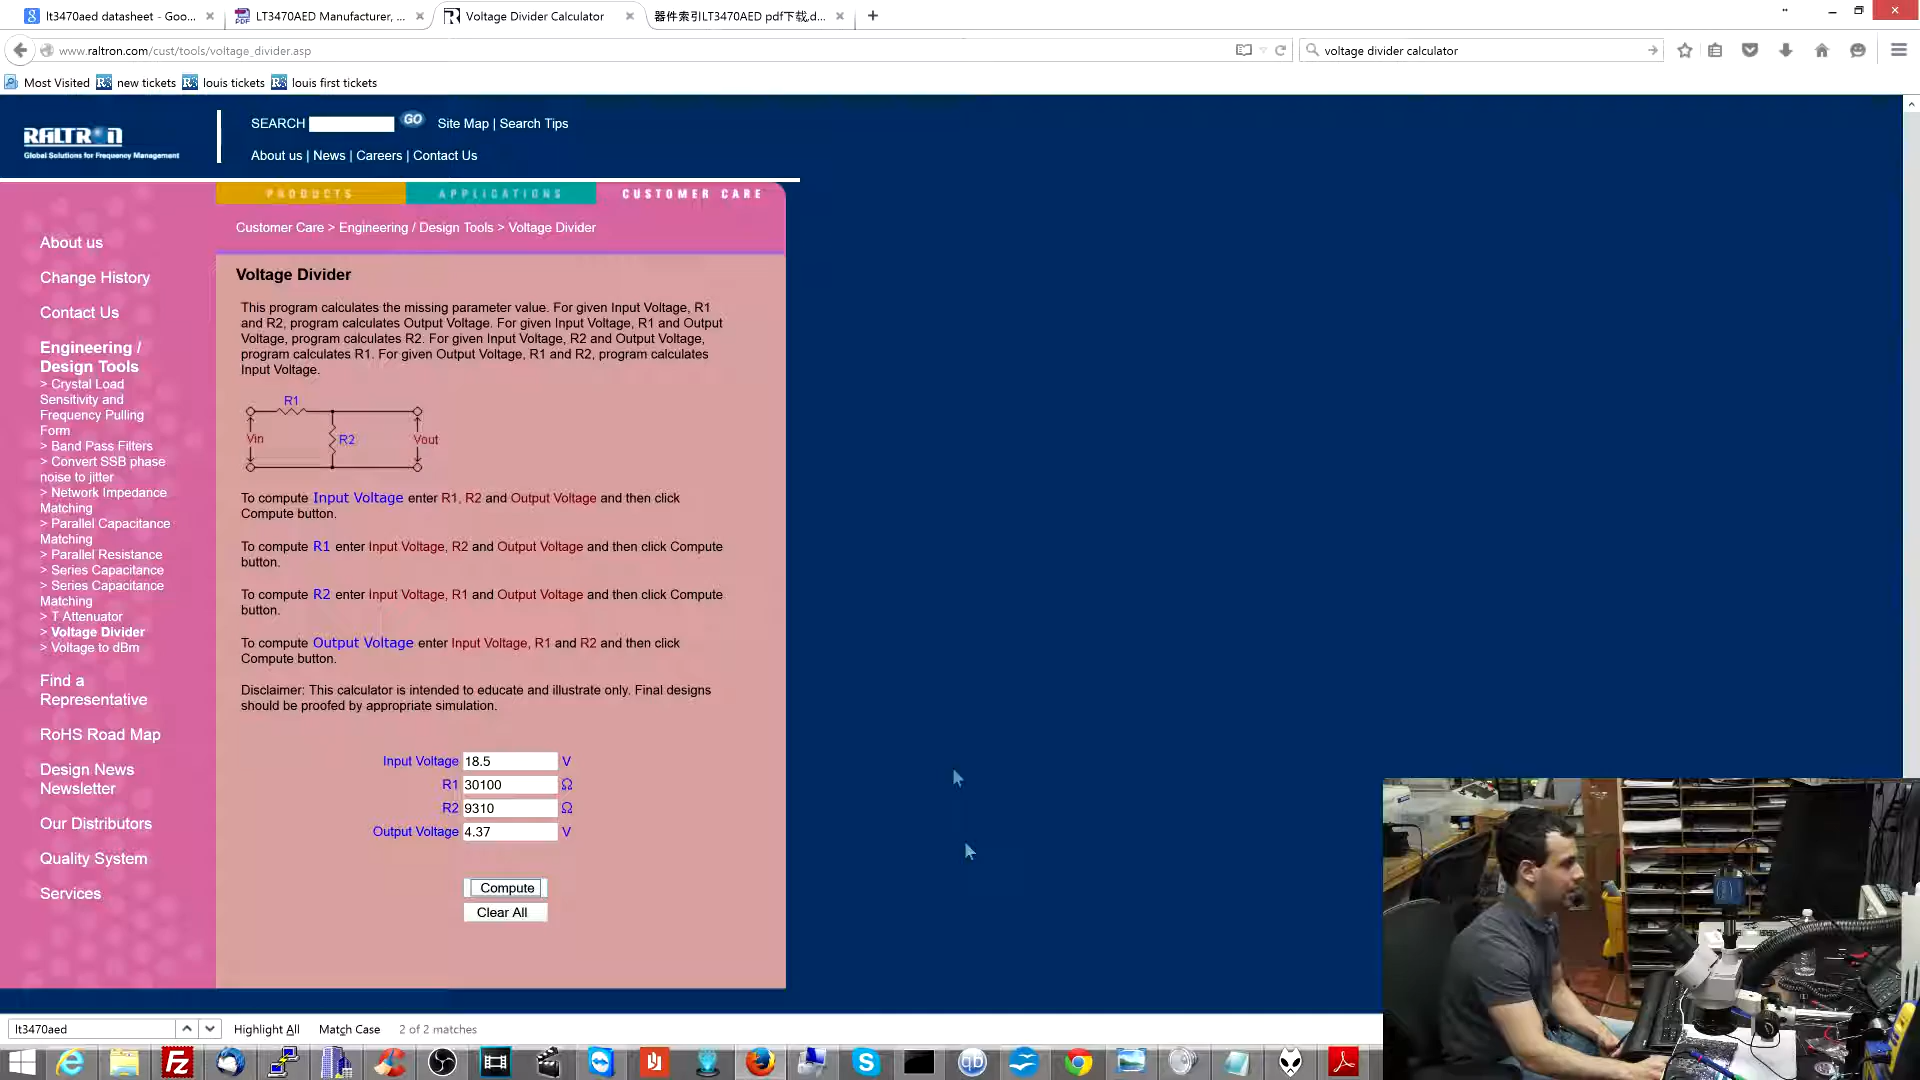 lt3470aed datasheet - Goo...
LT3470AED Manufacturer, ...
Voltage Divider Calculator
器件索引LT3470AED pdf下载,d...
www.raltron.com/cust/tools/voltage_divider.asp
voltage divider calculator
Most Visited
new tickets
louis tickets
louis first tickets
RALTRON
Global Solutions for Frequency Management
SEARCH
GO
Site Map | Search Tips
About us | News | Careers | Contact Us
PRODUCTS
APPLICATIONS
CUSTOMER CARE
Customer Care > Engineering / Design Tools > Voltage Divider
About us
Change History
Contact Us
Engineering /
Design Tools
> Crystal Load
Sensitivity and
Frequency Pulling
Form
> Band Pass Filters
> Convert SSB phase
noise to jitter
> Network Impedance
Matching
> Parallel Capacitance
Matching
> Parallel Resistance
> Series Capacitance
> Series Capacitance
Matching
> T Attenuator
> Voltage Divider
> Voltage to dBm
Find a
Representative
RoHS Road Map
Design News
Newsletter
Our Distributors
Quality System
Services
Voltage Divider
This program calculates the missing parameter value. For given Input Voltage, R1
and R2, program calculates Output Voltage. For given Input Voltage, R1 and Output
Voltage, program calculates R2. For given Input Voltage, R2 and Output Voltage,
program calculates R1. For given Output Voltage, R1 and R2, program calculates
Input Voltage.
R1
Vin
R2
Vout
To compute Input Voltage enter R1, R2 and Output Voltage and then click
Compute button.
To compute R1 enter Input Voltage, R2 and Output Voltage and then click Compute
button.
To compute R2 enter Input Voltage, R1 and Output Voltage and then click Compute
button.
To compute Output Voltage enter Input Voltage, R1 and R2 and then click
Compute button.
Disclaimer: This calculator is intended to educate and illustrate only. Final designs
should be proofed by appropriate simulation.
Input Voltage 18.5 V
R1 30100 Ω
R2 9310 Ω
Output Voltage 4.37 V
Compute
Clear All
lt3470aed
Highlight All
Match Case
2 of 2 matches